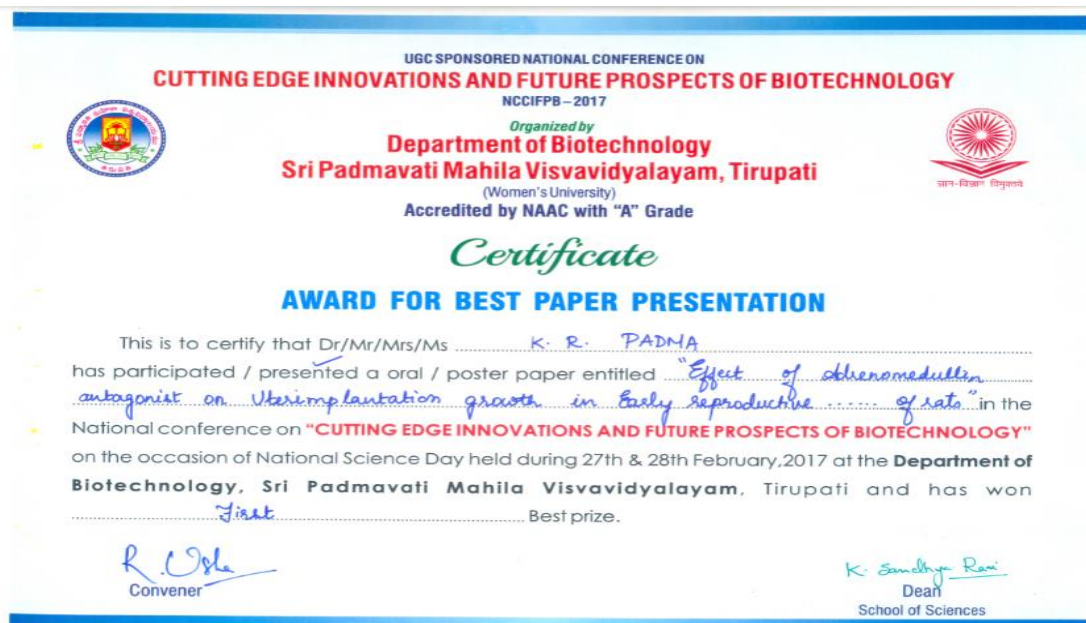 UGC SPONSORED NATIONAL CONFERENCE ON
CUTTING EDGE INNOVATIONS AND FUTURE PROSPECTS OF BIOTECHNOLOGY
NCCIFPB – 2017
Organized by
Department of Biotechnology
Sri Padmavati Mahila Visvavidyalayam, Tirupati
(Women's University)
Accredited by NAAC with "A" Grade
ज्ञान-विज्ञान विमुक्तये
Certificate
AWARD FOR BEST PAPER PRESENTATION
This is to certify that Dr/Mr/Mrs/Ms K. R. PADMA
has participated / presented a oral / poster paper entitled "Effect of adrenomedullin
antagonist on Uterimplantation growth in Early reproductive ...... of rats" in the
National conference on "CUTTING EDGE INNOVATIONS AND FUTURE PROSPECTS OF BIOTECHNOLOGY"
on the occasion of National Science Day held during 27th & 28th February,2017 at the Department of
Biotechnology, Sri Padmavati Mahila Visvavidyalayam, Tirupati and has won
First Best prize.
R. Usha
Convener
K. Sandhya Rani
Dean
School of Sciences